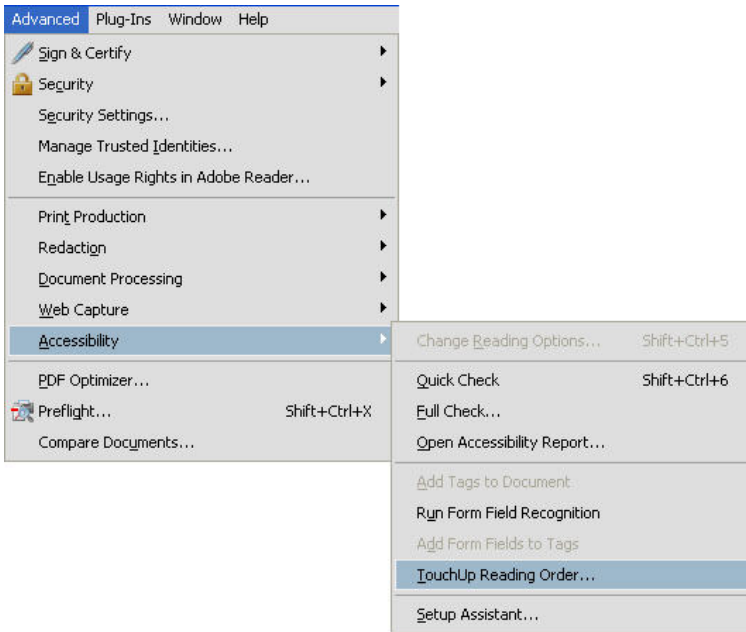 Advanced Plug-Ins Window Help
Sign & Certify
Security
Security Settings...
Manage Trusted Identities...
Enable Usage Rights in Adobe Reader...
Print Production
Redaction
Document Processing
Web Capture
Accessibility
PDF Optimizer...
Preflight... Shift+Ctrl+X
Compare Documents...
Change Reading Options... Shift+Ctrl+5
Quick Check Shift+Ctrl+6
Full Check...
Open Accessibility Report...
Add Tags to Document
Run Form Field Recognition
Add Form Fields to Tags
TouchUp Reading Order...
Setup Assistant...